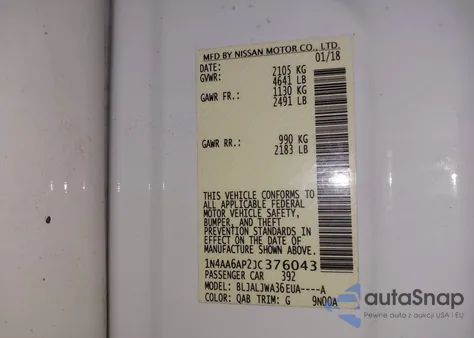 MFD BY NISSAN MOTOR CO., LTD.
DATE: 01/18
GVWR: 2105 KG
4641 LB
GAWR FR.: 1130 KG
2491 LB
GAWR RR.: 990 KG
2183 LB
THIS VEHICLE CONFORMS TO
ALL APPLICABLE FEDERAL
MOTOR VEHICLE SAFETY,
BUMPER, AND THEFT
PREVENTION STANDARDS IN
EFFECT ON THE DATE OF
MANUFACTURE SHOWN ABOVE.
1N4AA6AP2JC376043
PASSENGER CAR 392
MODEL: BLJALJWA36EUA----A
COLOR: QAB TRIM: G 9N00A
autoSnap
Pewne auta z USA i EU